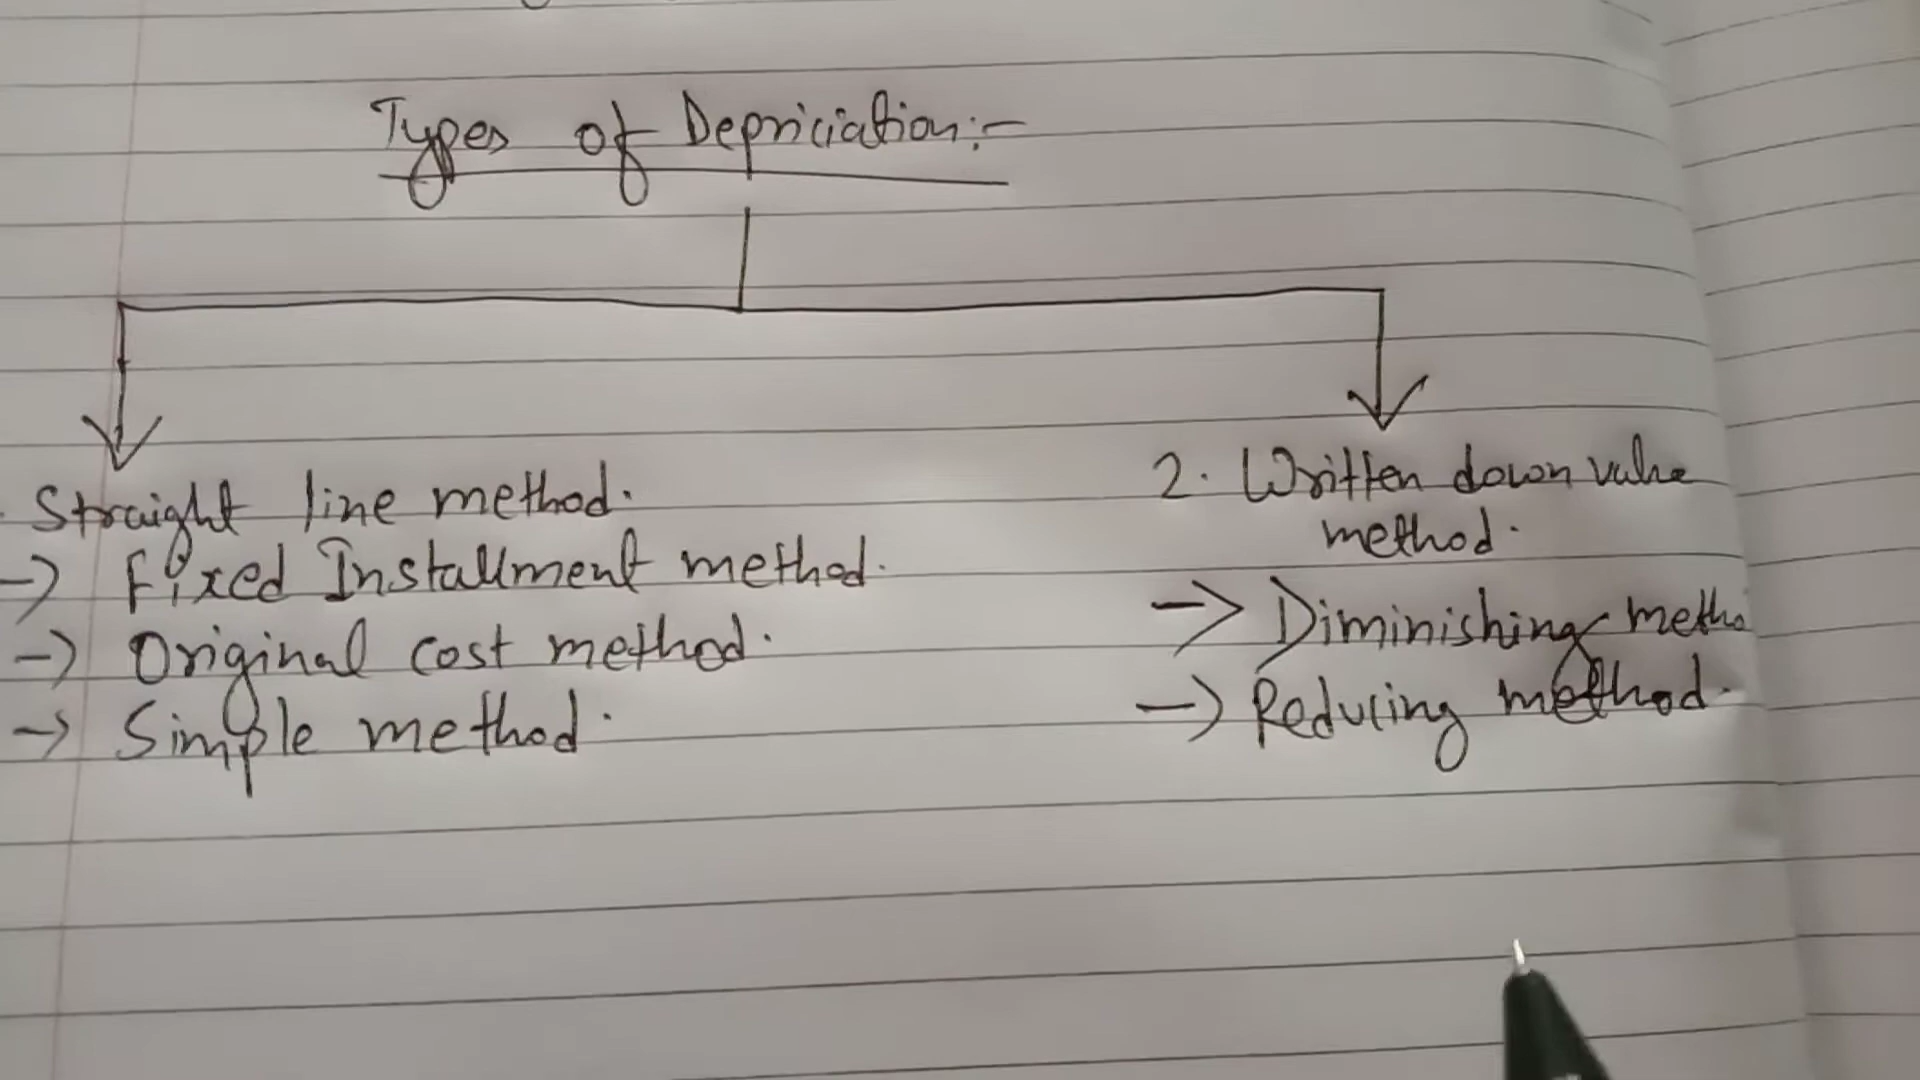 Types of Depriciation:-
Straight line method.
-> Fixed Installment method.
-> Original cost method.
-> Simple method.
2. Written down value
method.
-> Diminishing metho
-> Reducing method.